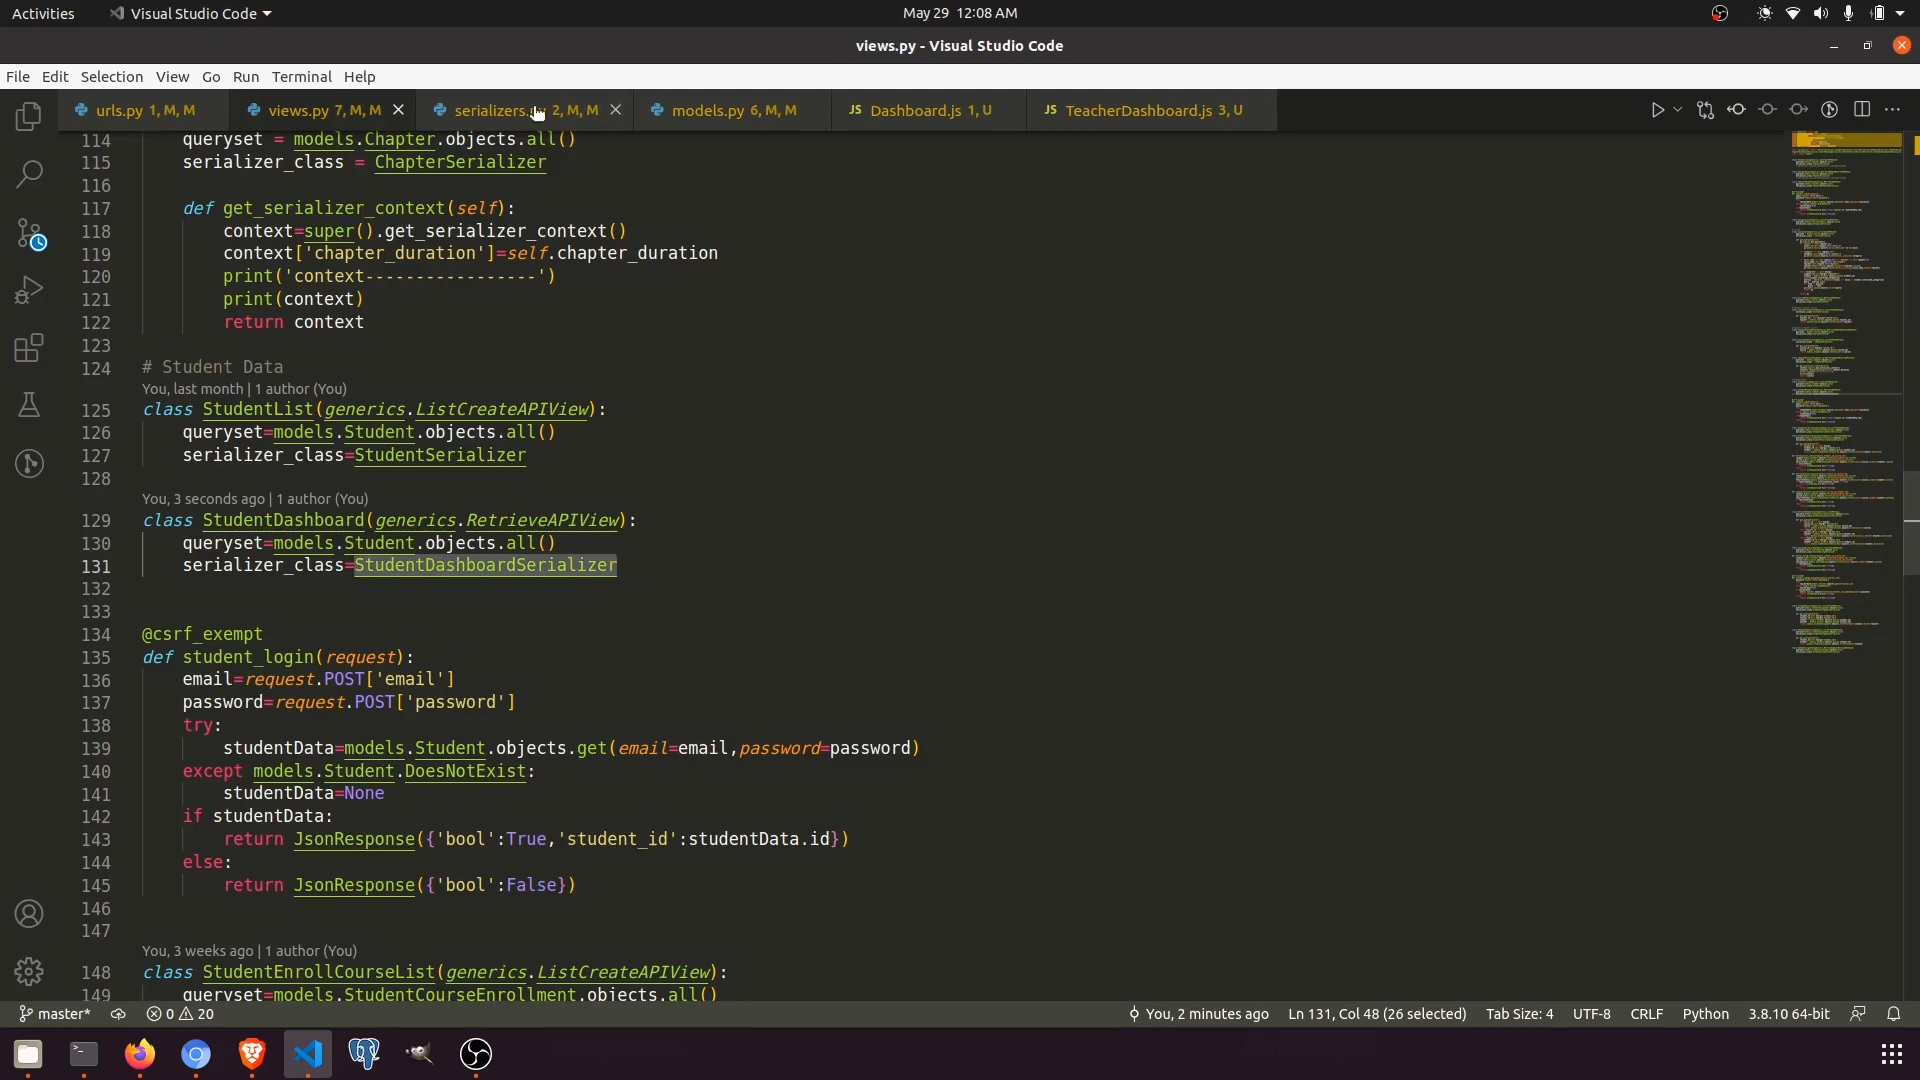 Activities
Visual Studio Code
May 29 12:08 AM
views.py - Visual Studio Code
File Edit Selection View Go Run Terminal Help
urls.py 1, M, M
views.py 7, M, M
serializers.py 2, M, M
models.py 6, M, M
JS Dashboard.js 1, U
JS TeacherDashboard.js 3, U
114 queryset = models.Chapter.objects.all()
115 serializer_class = ChapterSerializer
116
117 def get_serializer_context(self):
118 context=super().get_serializer_context()
119 context['chapter_duration']=self.chapter_duration
120 print('context-----------------')
121 print(context)
122 return context
123
124 # Student Data
You, last month | 1 author (You)
125 class StudentList(generics.ListCreateAPIView):
126 queryset=models.Student.objects.all()
127 serializer_class=StudentSerializer
128
You, 3 seconds ago | 1 author (You)
129 class StudentDashboard(generics.RetrieveAPIView):
130 queryset=models.Student.objects.all()
131 serializer_class=StudentDashboardSerializer
132
133
134 @csrf_exempt
135 def student_login(request):
136 email=request.POST['email']
137 password=request.POST['password']
138 try:
139 studentData=models.Student.objects.get(email=email,password=password)
140 except models.Student.DoesNotExist:
141 studentData=None
142 if studentData:
143 return JsonResponse({'bool':True,'student_id':studentData.id})
144 else:
145 return JsonResponse({'bool':False})
146
147
You, 3 weeks ago | 1 author (You)
148 class StudentEnrollCourseList(generics.ListCreateAPIView):
149 queryset=models.StudentCourseEnrollment.objects.all()
master* 0 20
You, 2 minutes ago Ln 131, Col 48 (26 selected) Tab Size: 4 UTF-8 CRLF Python 3.8.10 64-bit